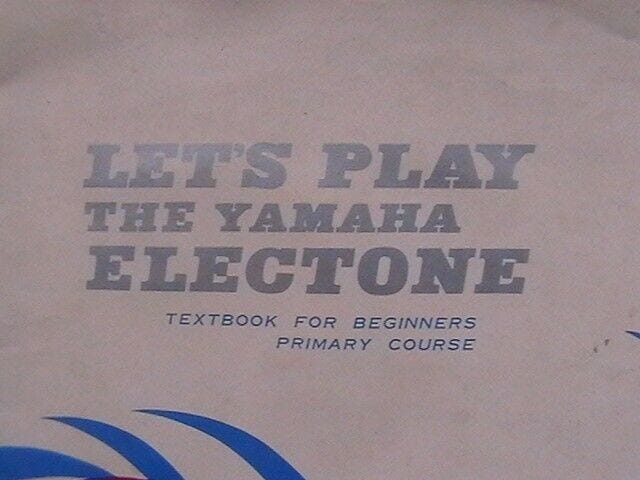 LET'S PLAY
THE YAMAHA
ELECTONE
TEXTBOOK FOR BEGINNERS
PRIMARY COURSE